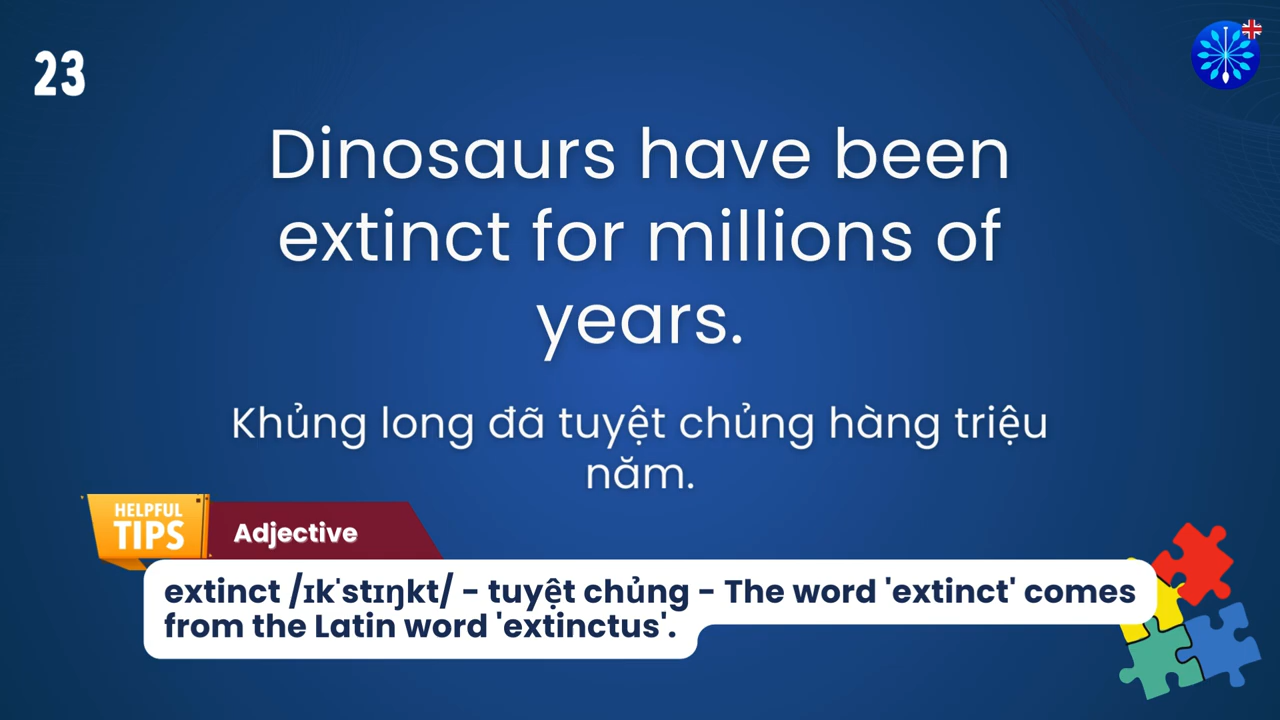 23
Dinosaurs have been
extinct for millions of
years.
Khủng long đã tuyệt chủng hàng triệu
năm.
HELPFUL
TIPS
Adjective
extinct /ɪkˈstɪŋkt/ - tuyệt chủng - The word 'extinct' comes
from the Latin word 'extinctus'.